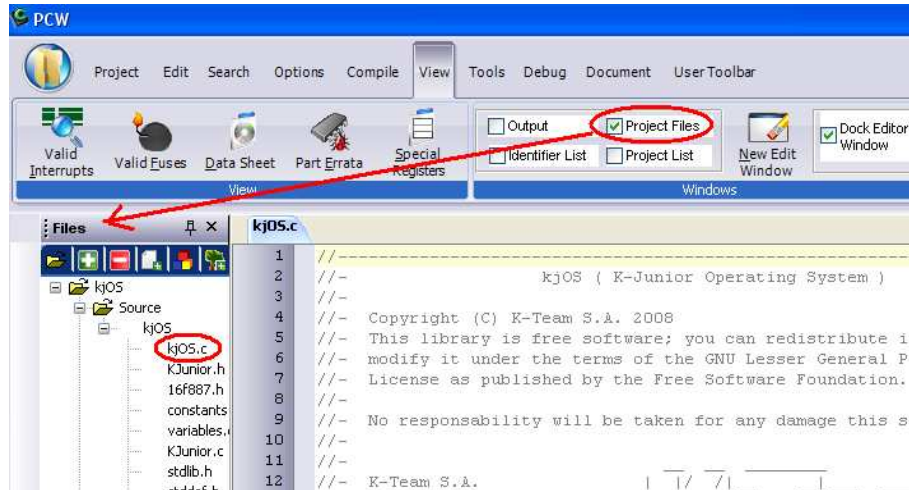 PCW
Project Edit Search Options Compile View Tools Debug Document User Toolbar
Valid Interrupts
Valid Fuses
Data Sheet
Part Errata
Special Registers
View
Output
Project Files
Identifier List
Project List
New Edit Window
Dock Editor Window
Windows
Files
kjOS
Source
kjOS
kjOS.c
KJunior.h
16f887.h
constants
variables.
KJunior.c
stdlib.h
stddef.h
kjOS.c
1 //-----------------------------------------------------
2 //- kjOS ( K-Junior Operating System )
3 //-
4 //- Copyright (C) K-Team S.A. 2008
5 //- This library is free software; you can redistribute i
6 //- modify it under the terms of the GNU Lesser General P
7 //- License as published by the Free Software Foundation.
8 //-
9 //- No responsability will be taken for any damage this s
10 //-
11 //- __ __ ________
12 //- K-Team S.A. | |/ /| |